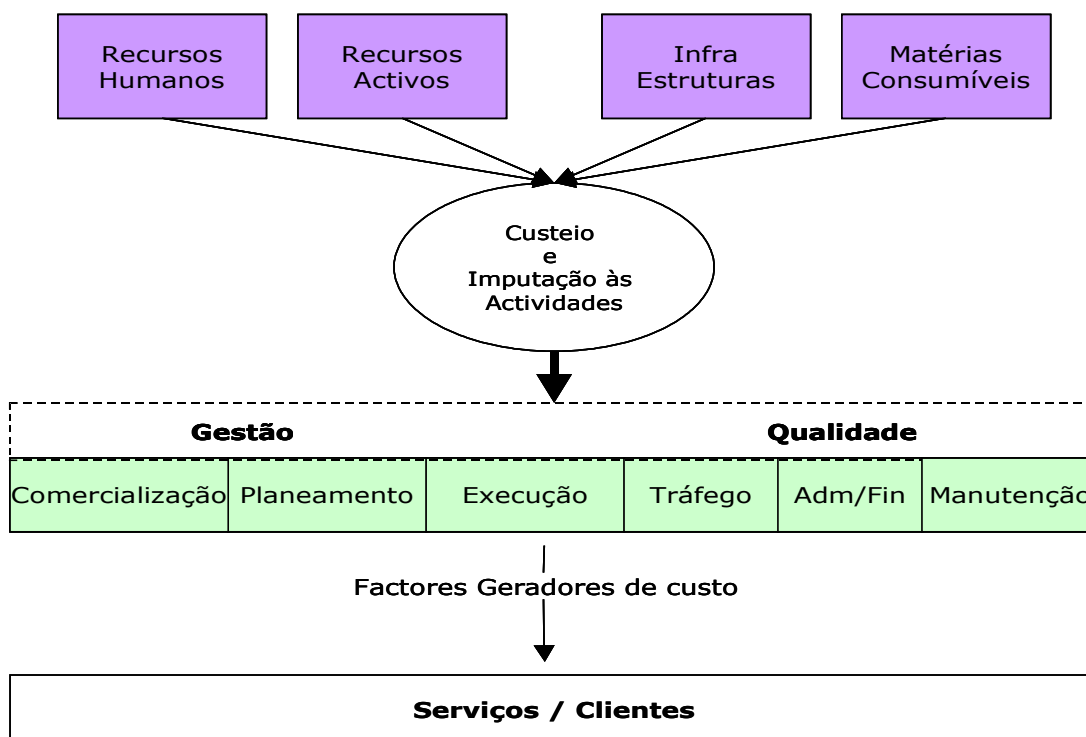 Recursos
Humanos
Recursos
Activos
Infra
Estruturas
Matérias
Consumíveis
Custeio
e
Imputação às
Actividades
Gestão
Qualidade
Comercialização
Planeamento
Execução
Tráfego
Adm/Fin
Manutenção
Factores Geradores de custo
Serviços / Clientes